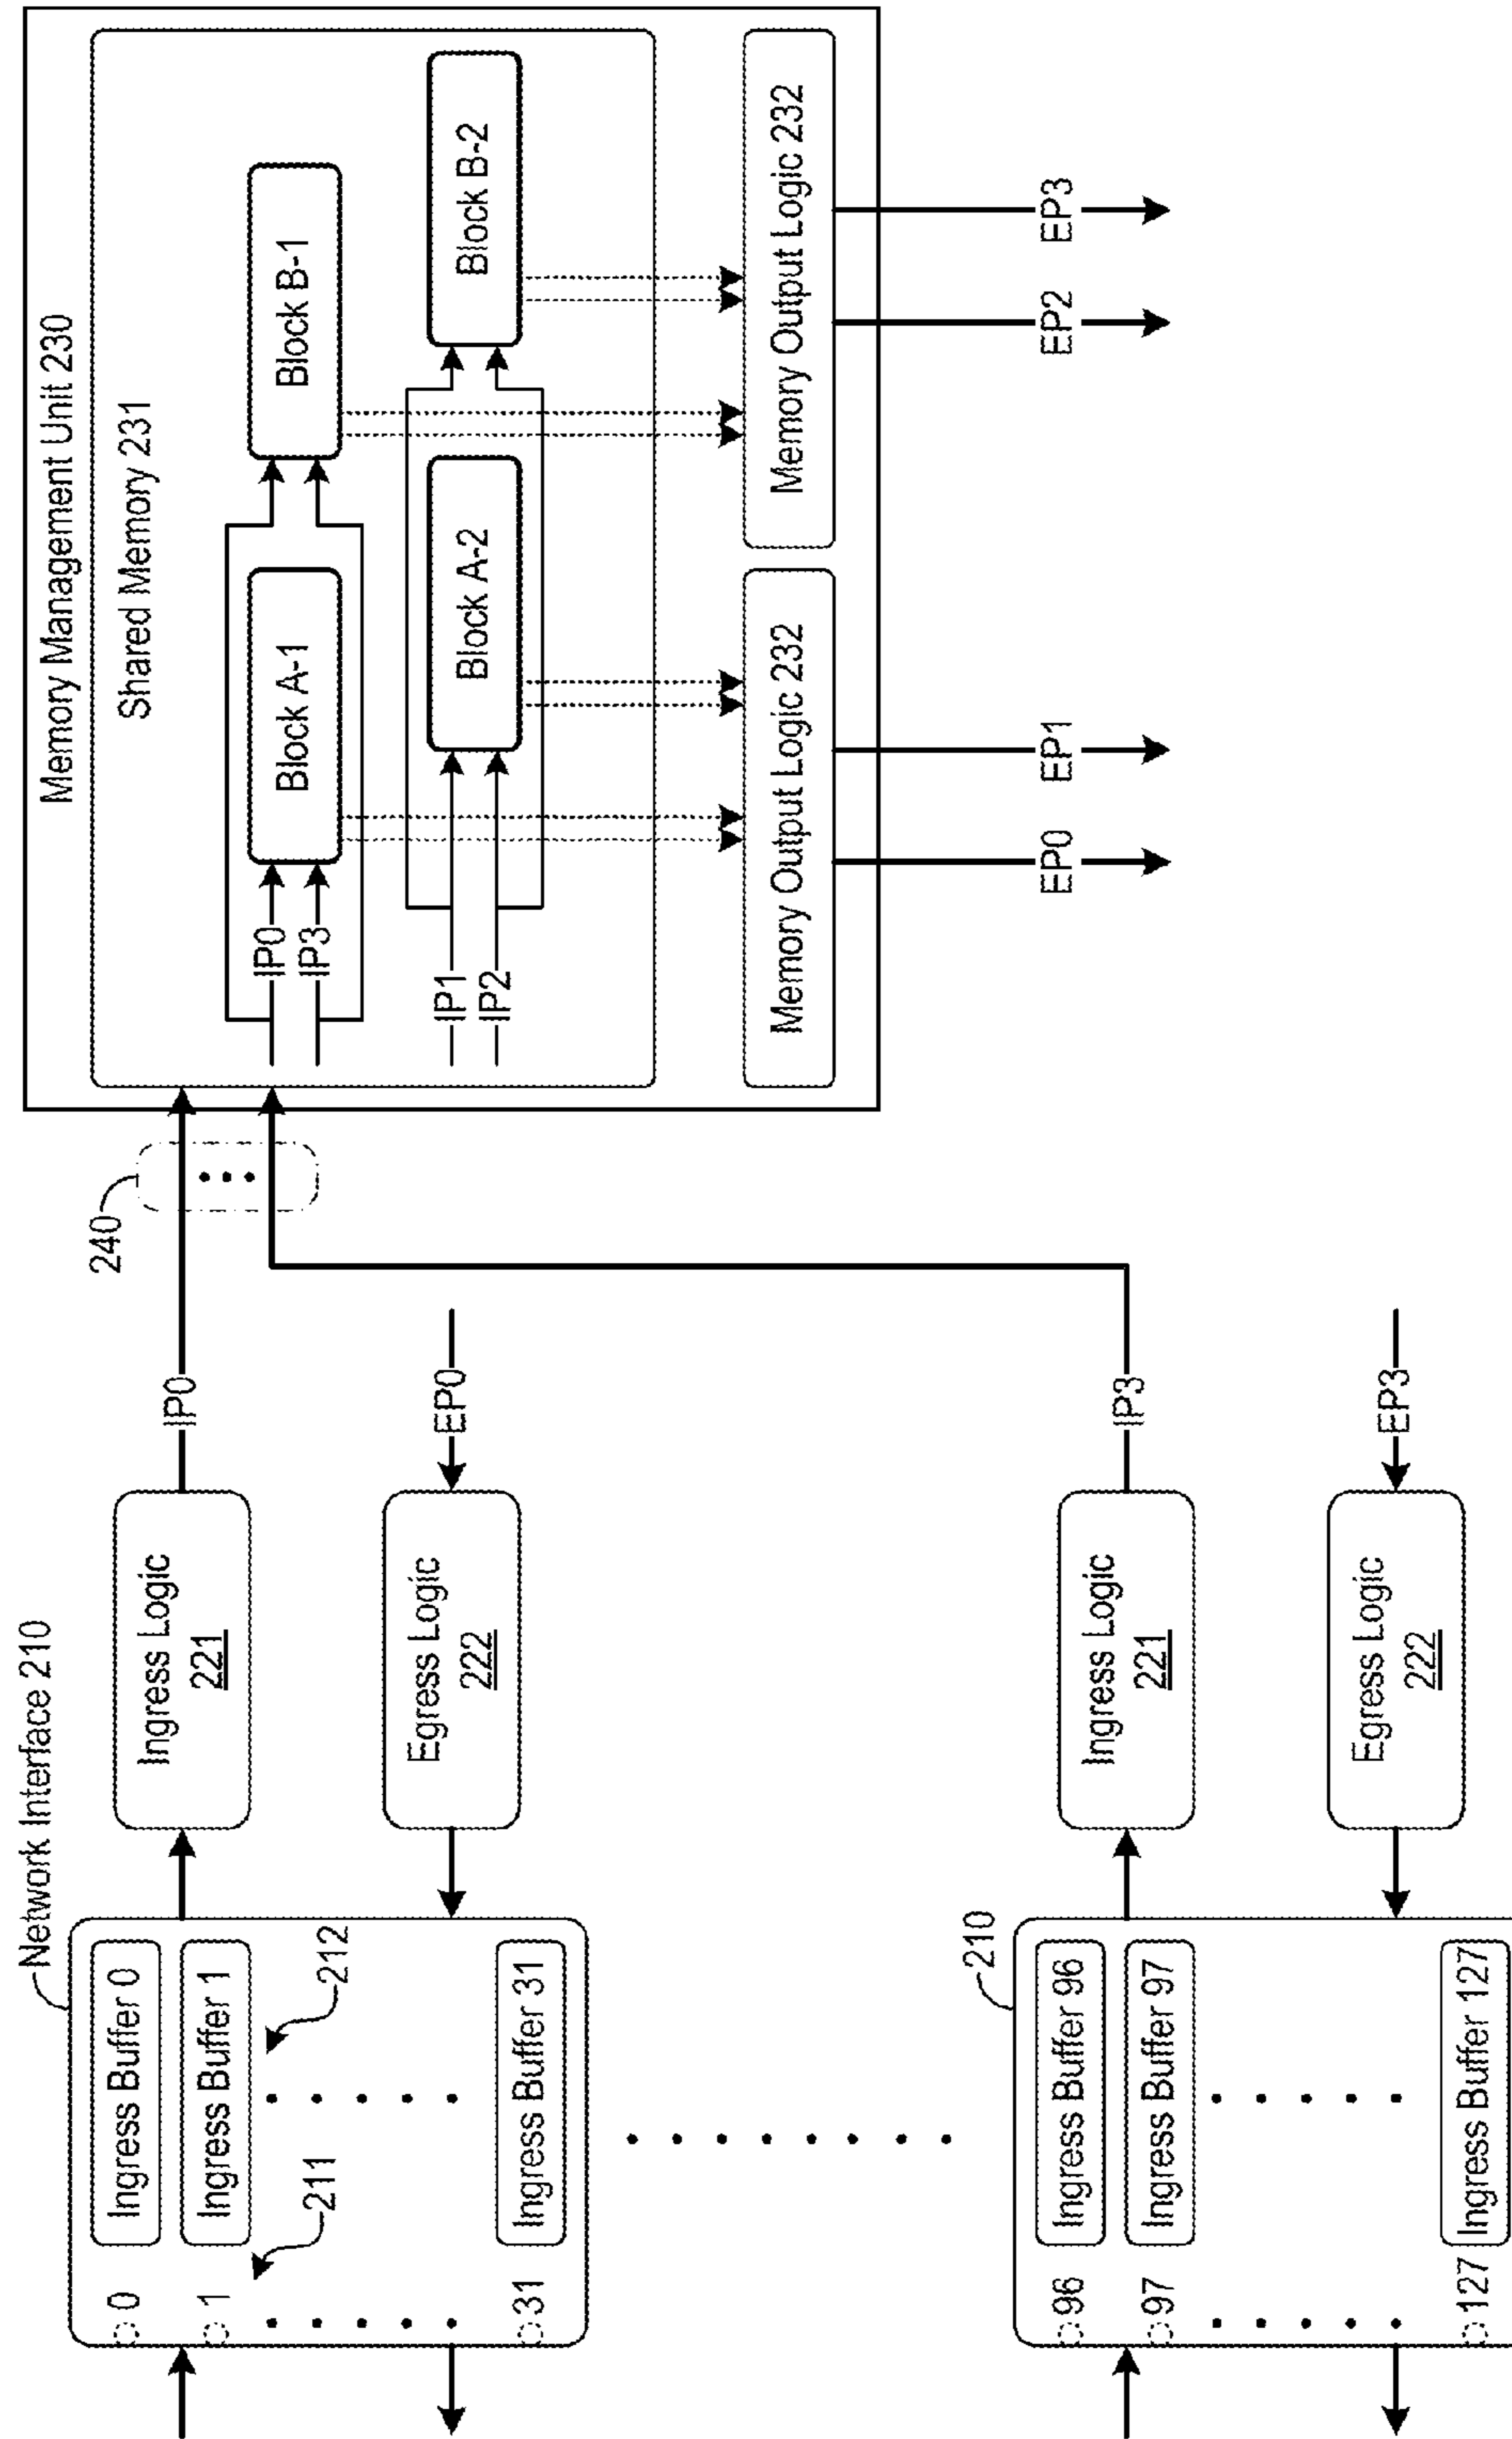 Network Interface 210
0
Ingress Buffer 0
1
Ingress Buffer 1
211
212
31
Ingress Buffer 31
Ingress Logic
221
IP0
Egress Logic
222
EP0
240
210
96
Ingress Buffer 96
97
Ingress Buffer 97
127
Ingress Buffer 127
Ingress Logic
221
IP3
Egress Logic
222
EP3
Memory Management Unit 230
Shared Memory 231
IP0
IP3
Block A-1
Block B-1
IP1
IP2
Block A-2
Block B-2
Memory Output Logic 232
Memory Output Logic 232
EP0
EP1
EP2
EP3